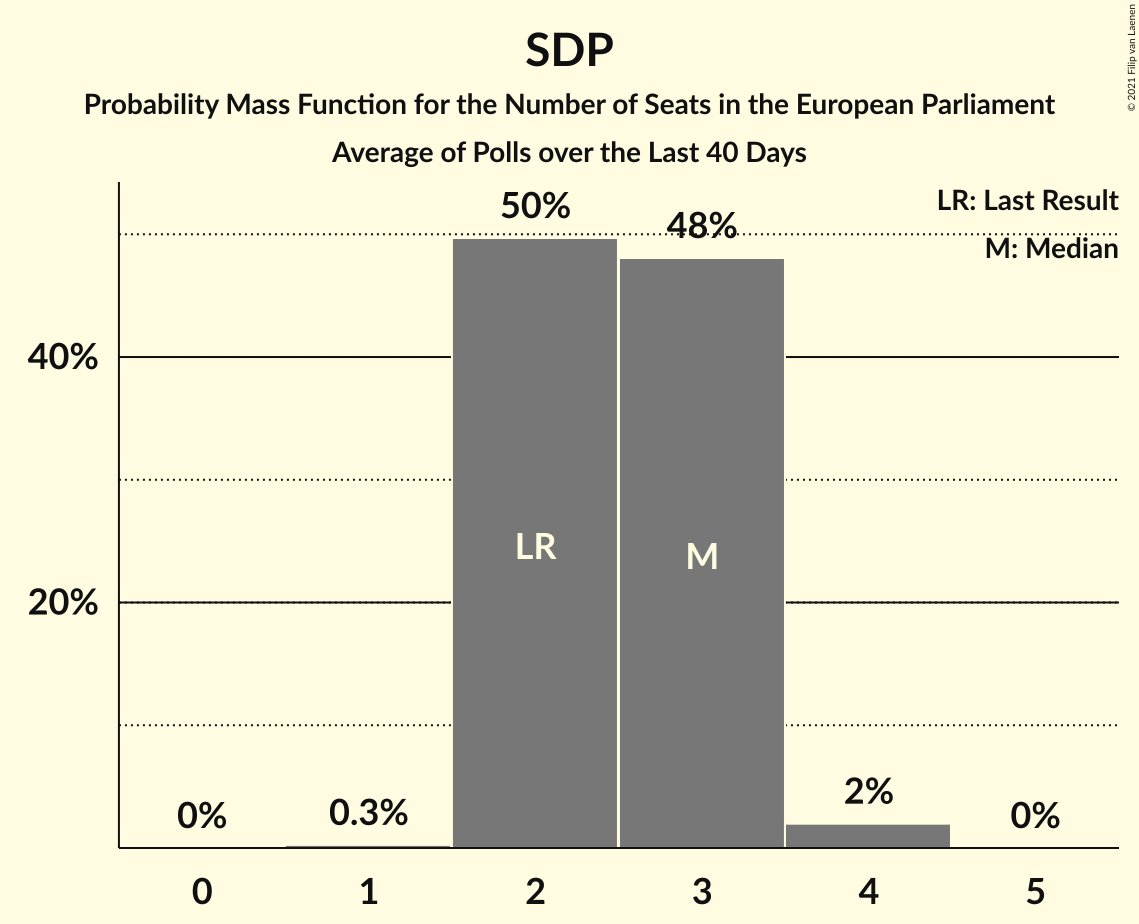 SDP
Probability Mass Function for the Number of Seats in the European Parliament
Average of Polls over the Last 40 Days
© 2021 Filip van Laenen
LR: Last Result
M: Median
50%
48%
40%
20%
LR
M
0%
0.3%
2%
0%
0
1
2
3
4
5